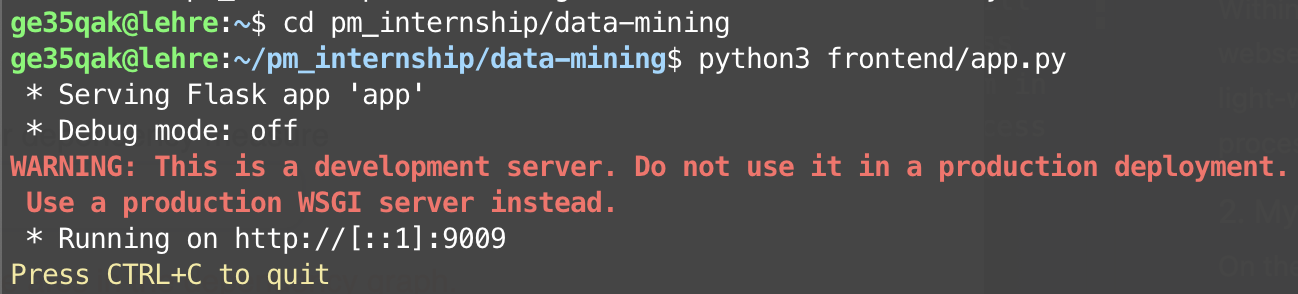 ge35qak@lehre:~$ cd pm_internship/data-mining
ge35qak@lehre:~/pm_internship/data-mining$ python3 frontend/app.py
 * Serving Flask app 'app'
 * Debug mode: off
WARNING: This is a development server. Do not use it in a production deployment.
 Use a production WSGI server instead.
 * Running on http://[::1]:9009
Press CTRL+C to quit